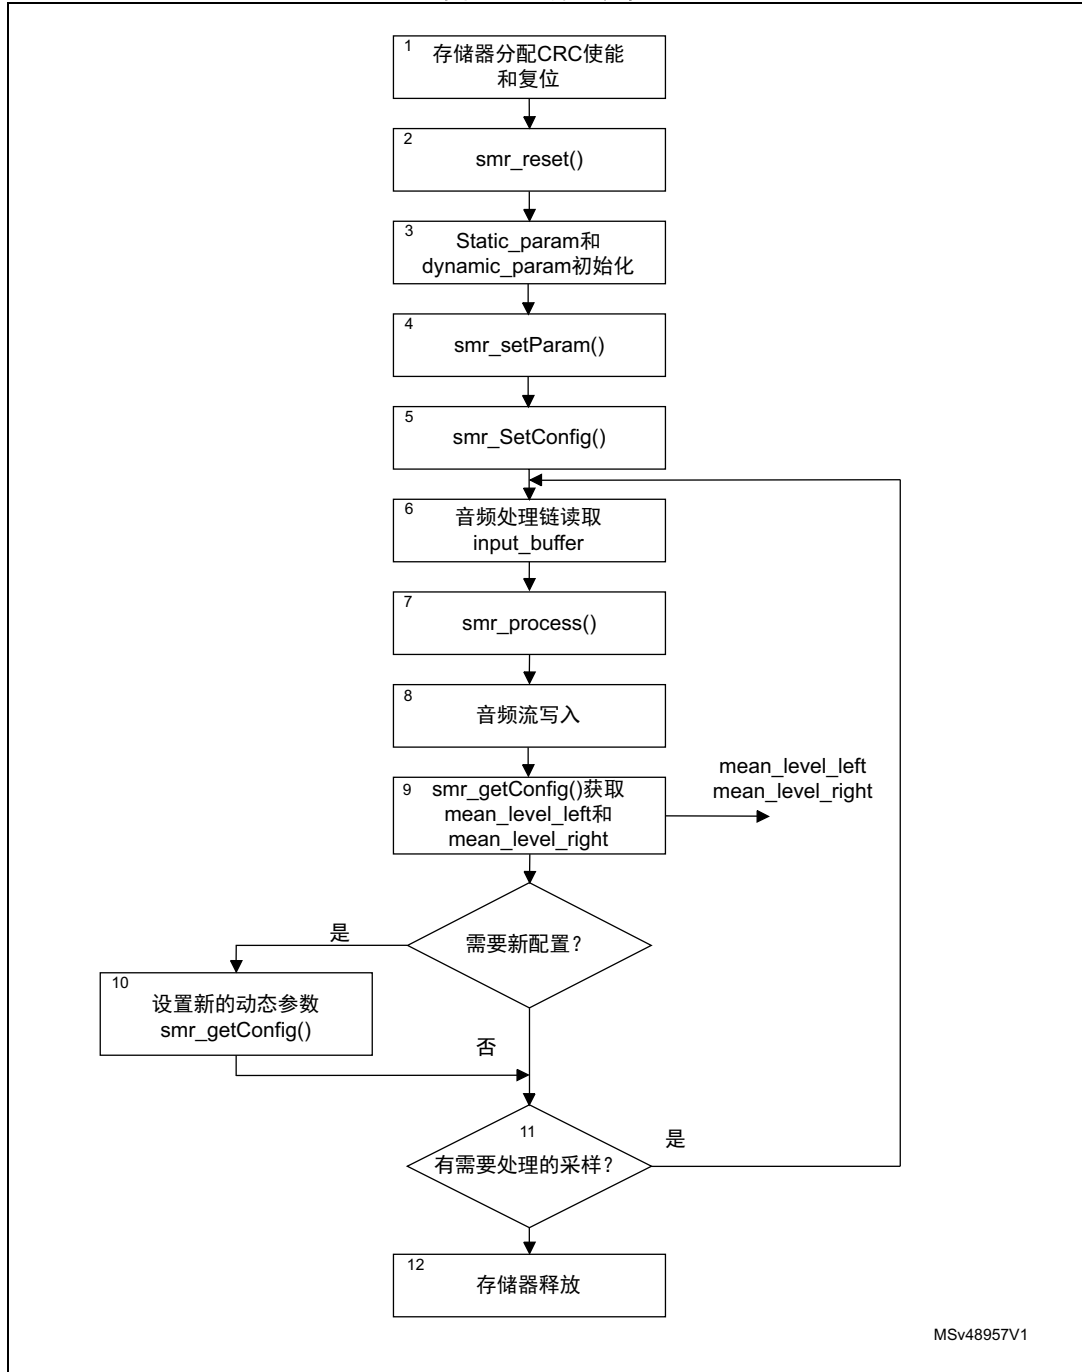 1
存储器分配CRC使能
和复位
2
smr_reset()
3
Static_param和
dynamic_param初始化
4
smr_setParam()
5
smr_SetConfig()
6
音频处理链读取
input_buffer
7
smr_process()
8
音频流写入
9
smr_getConfig()获取
mean_level_left和
mean_level_right
mean_level_left
mean_level_right
需要新配置?
是
10
设置新的动态参数
smr_getConfig()
否
11
有需要处理的采样?
是
12
存储器释放
MSv48957V1